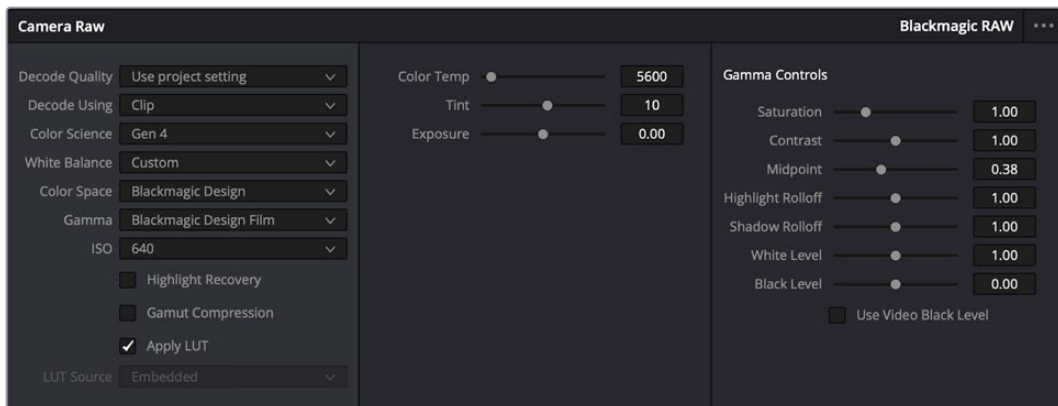 Camera Raw
Blackmagic RAW
Decode Quality Use project setting
Decode Using Clip
Color Science Gen 4
White Balance Custom
Color Space Blackmagic Design
Gamma Blackmagic Design Film
ISO 640
Highlight Recovery
Gamut Compression
Apply LUT
LUT Source Embedded
Color Temp 5600
Tint 10
Exposure 0.00
Gamma Controls
Saturation 1.00
Contrast 1.00
Midpoint 0.38
Highlight Rolloff 1.00
Shadow Rolloff 1.00
White Level 1.00
Black Level 0.00
Use Video Black Level